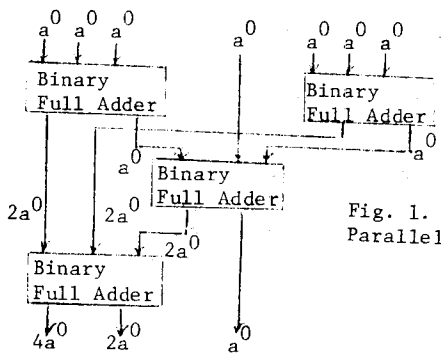 a⁰ a⁰ a⁰
a⁰
a⁰ a⁰ a⁰
Binary
Full Adder
Binary
Full Adder
a⁰
a⁰
Binary
Full Adder
2a⁰
2a⁰
2a⁰
Fig. 1.
Parallel
Binary
Full Adder
4a⁰
2a⁰
a⁰